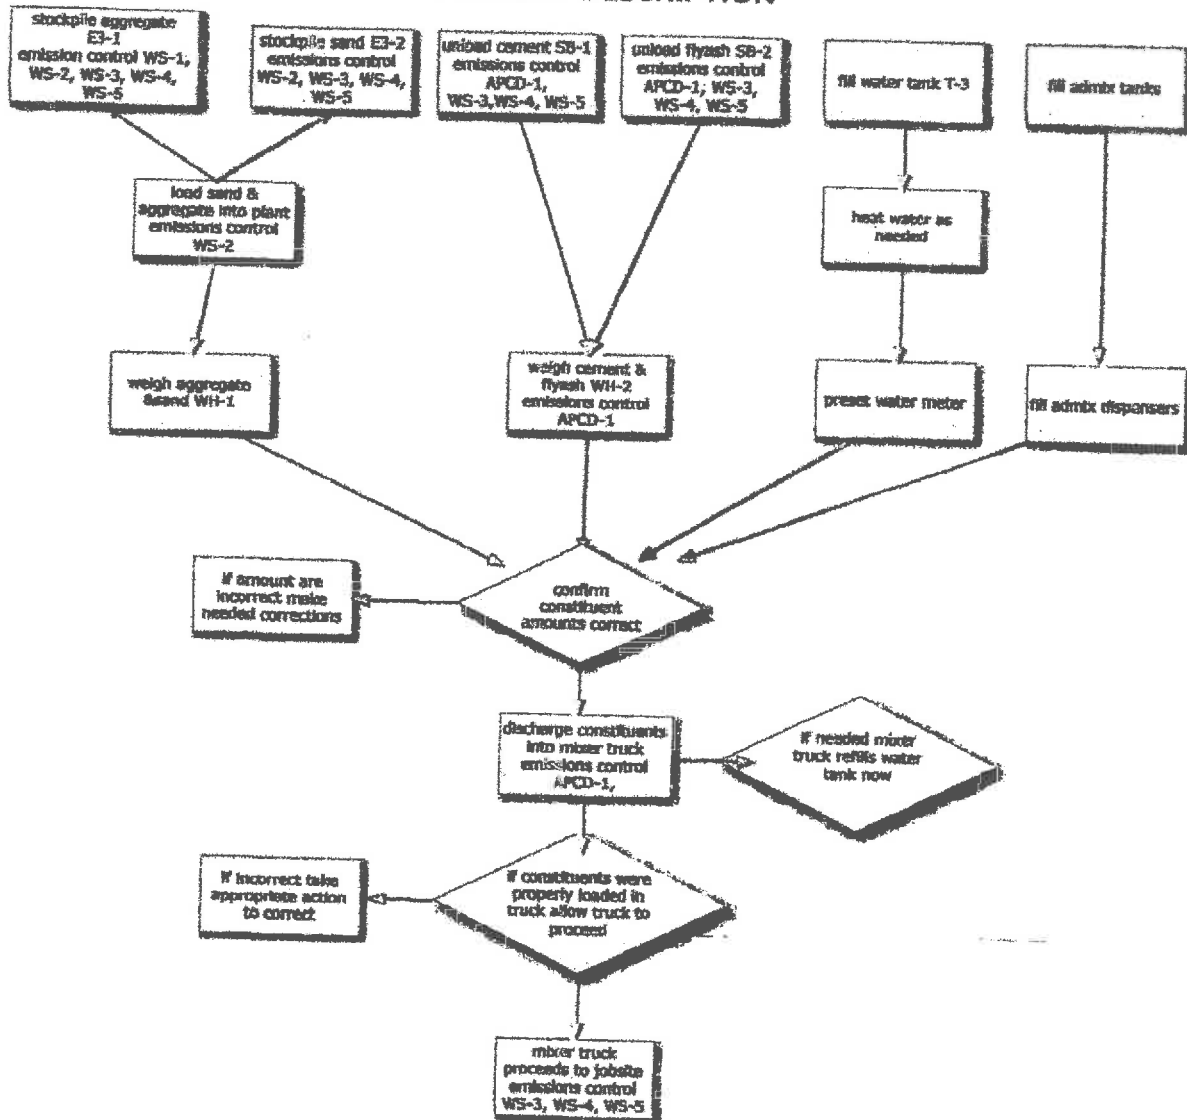 stockpile aggregate
E3-1
emission control WS-1,
WS-2, WS-3, WS-4,
WS-5
stockpile sand E3-2
emissions control
WS-2, WS-3, WS-4,
WS-5
unload cement SB-1
emissions control
APCD-1,
WS-3,WS-4, WS-5
unload flyash SB-2
emissions control
APCD-1; WS-3,
WS-4, WS-5
fill water tank T-3
fill admix tanks
load sand &
aggregate into plant
emissions control
WS-2
heat water as
needed
weigh aggregate
&sand WH-1
weigh cement &
flyash WH-2
emissions control
APCD-1
preset water meter
fill admix dispensers
if amount are
incorrect make
needed corrections
confirm
constituent
amounts correct
discharge constituents
into mixer truck
emissions control
APCD-1,
if needed mixer
truck refills water
tank now
if incorrect take
appropriate action
to correct
if constituents were
properly loaded in
truck allow truck to
proceed
mixer truck
proceeds to jobsite
emissions control
WS-3, WS-4, WS-5